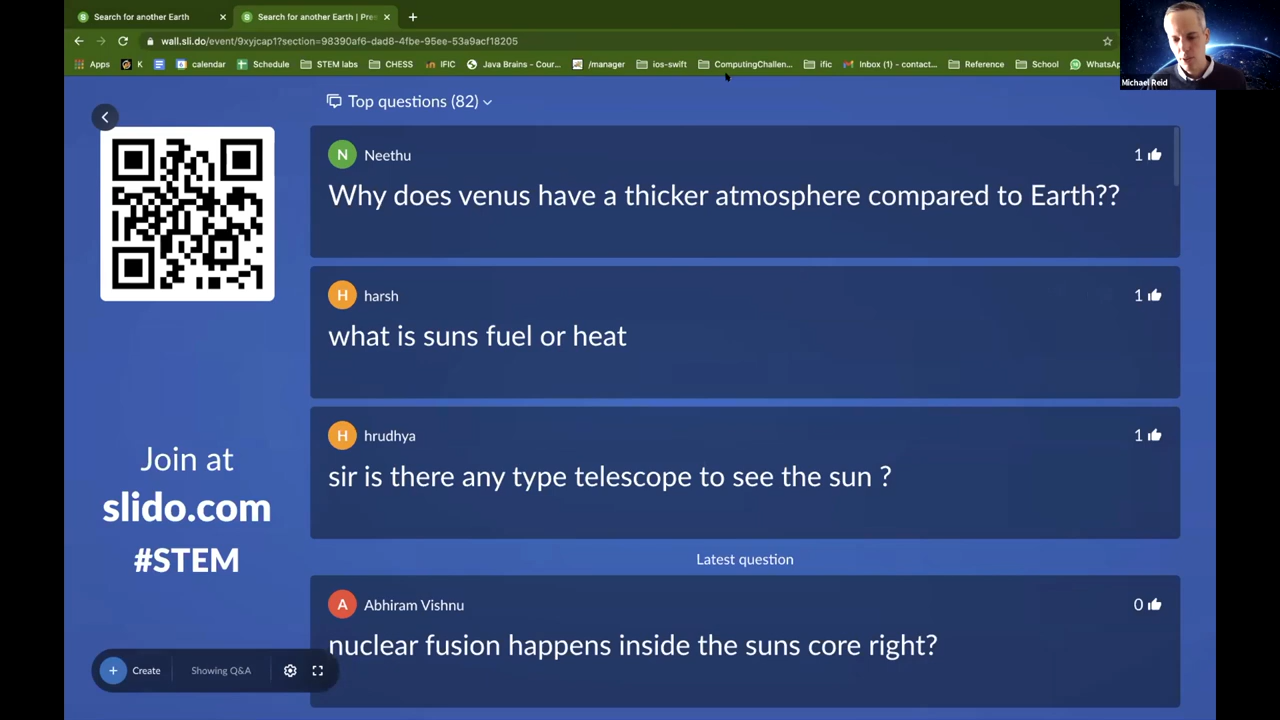 Search for another Earth
Search for another Earth | Pres
wall.sli.do/event/9xyjcap1?section=98390af6-dad8-4fbe-95ee-53a9acf18205
Apps K calendar Schedule STEM labs CHESS IFIC Java Brains - Cour... /manager ios-swift ComputingChallen... ific Inbox (1) - contact... Reference School WhatsAp
Michael Reid
Top questions (82)
N Neethu 1
Why does venus have a thicker atmosphere compared to Earth??
H harsh 1
what is suns fuel or heat
H hrudhya 1
sir is there any type telescope to see the sun ?
Join at
slido.com
#STEM
Latest question
A Abhiram Vishnu 0
nuclear fusion happens inside the suns core right?
Create Showing Q&A